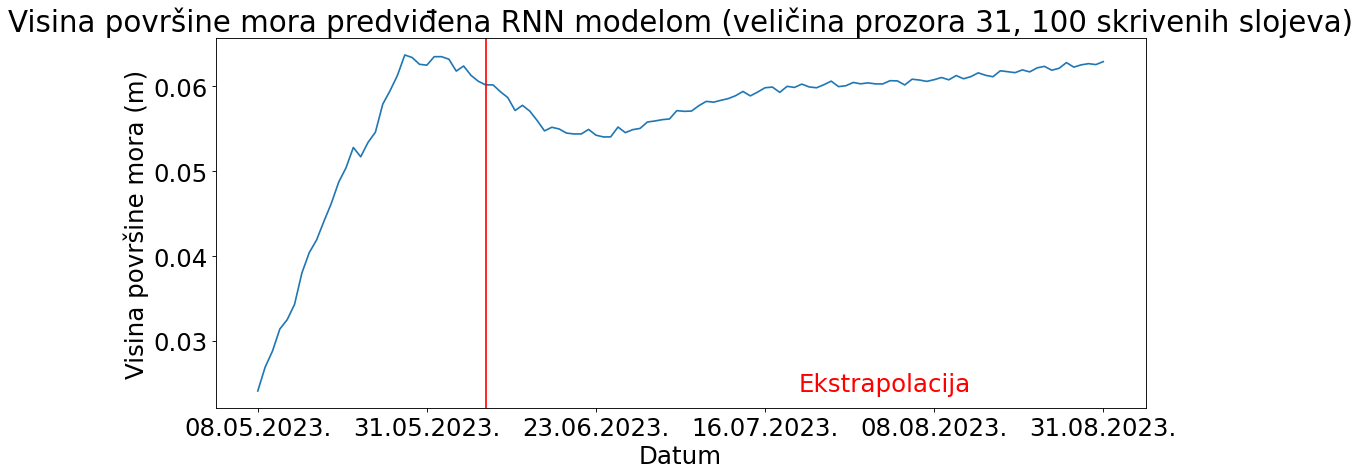 Visina površine mora predviđena RNN modelom (veličina prozora 31, 100 skrivenih slojeva)
Visina površine mora (m)
0.06
0.05
0.04
0.03
Ekstrapolacija
08.05.2023. 31.05.2023. 23.06.2023. 16.07.2023. 08.08.2023. 31.08.2023.
Datum